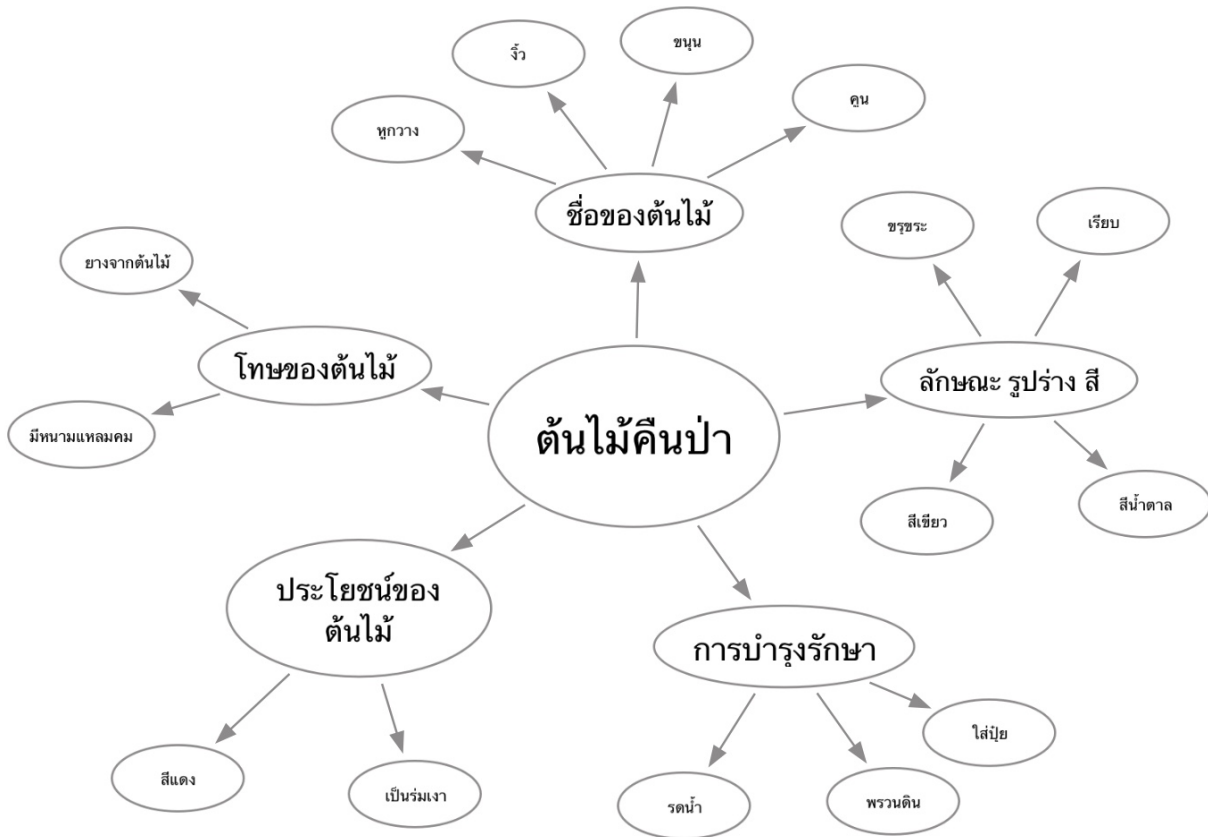 งิ้ว
ขนุน
คูน
หูกวาง
ชื่อของต้นไม้
ขรุขระ
เรียบ
ยางจากต้นไม้
โทษของต้นไม้
ลักษณะ รูปร่าง สี
มีหนามแหลมคม
ต้นไม้คืนป่า
สีเขียว
สีน้ำตาล
ประโยชน์ของ
ต้นไม้
การบำรุงรักษา
ใส่ปุ๋ย
สีแดง
เป็นร่มเงา
รดน้ำ
พรวนดิน